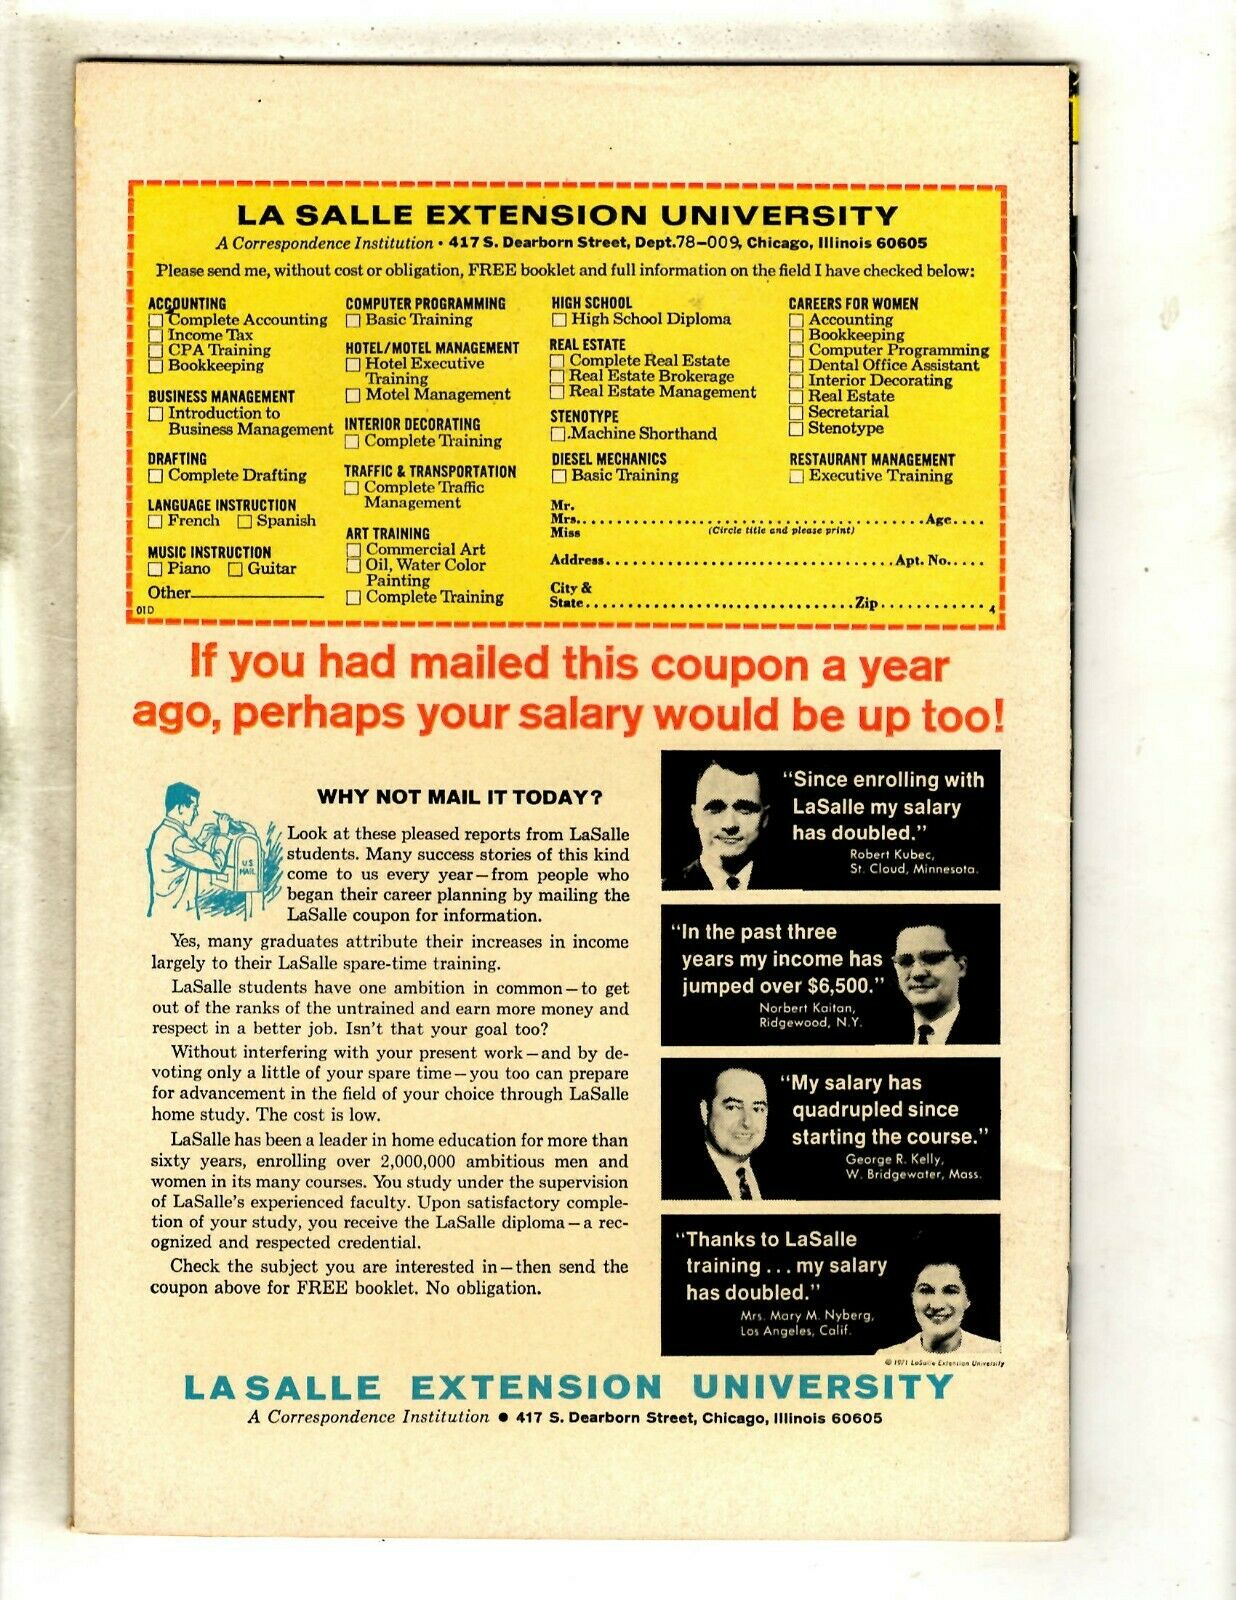 LA SALLE EXTENSION UNIVERSITY
A Correspondence Institution • 417 S. Dearborn Street, Dept. 78-009, Chicago, Illinois 60605
Please send me, without cost or obligation, FREE booklet and full information on the field I have checked below:
ACCOUNTING
Complete Accounting
Income Tax
CPA Training
Bookkeeping
BUSINESS MANAGEMENT
Introduction to
Business Management
DRAFTING
Complete Drafting
LANGUAGE INSTRUCTION
French Spanish
MUSIC INSTRUCTION
Piano Guitar
Other
01D
COMPUTER PROGRAMMING
Basic Training
HOTEL/MOTEL MANAGEMENT
Hotel Executive
Training
Motel Management
INTERIOR DECORATING
Complete Training
TRAFFIC & TRANSPORTATION
Complete Traffic
Management
ART TRAINING
Commercial Art
Oil, Water Color
Painting
Complete Training
HIGH SCHOOL
High School Diploma
REAL ESTATE
Complete Real Estate
Real Estate Brokerage
Real Estate Management
STENOTYPE
Machine Shorthand
DIESEL MECHANICS
Basic Training
CAREERS FOR WOMEN
Accounting
Bookkeeping
Computer Programming
Dental Office Assistant
Interior Decorating
Real Estate
Secretarial
Stenotype
RESTAURANT MANAGEMENT
Executive Training
Mr.
Mrs. Age
Miss (Circle title and please print)
Address Apt. No.
City &
State Zip 4
If you had mailed this coupon a year
ago, perhaps your salary would be up too!
WHY NOT MAIL IT TODAY?
U.S.
MAIL
Look at these pleased reports from LaSalle
students. Many success stories of this kind
come to us every year—from people who
began their career planning by mailing the
LaSalle coupon for information.
Yes, many graduates attribute their increases in income
largely to their LaSalle spare-time training.
LaSalle students have one ambition in common—to get
out of the ranks of the untrained and earn more money and
respect in a better job. Isn't that your goal too?
Without interfering with your present work—and by de-
voting only a little of your spare time—you too can prepare
for advancement in the field of your choice through LaSalle
home study. The cost is low.
LaSalle has been a leader in home education for more than
sixty years, enrolling over 2,000,000 ambitious men and
women in its many courses. You study under the supervision
of LaSalle's experienced faculty. Upon satisfactory comple-
tion of your study, you receive the LaSalle diploma—a rec-
ognized and respected credential.
Check the subject you are interested in—then send the
coupon above for FREE booklet. No obligation.
"Since enrolling with
LaSalle my salary
has doubled."
Robert Kubec,
St. Cloud, Minnesota.
"In the past three
years my income has
jumped over $6,500."
Norbert Kaitan,
Ridgewood, N.Y.
"My salary has
quadrupled since
starting the course."
George R. Kelly,
W. Bridgewater, Mass.
"Thanks to LaSalle
training ... my salary
has doubled."
Mrs. Mary M. Nyberg,
Los Angeles, Calif.
© 1971 LaSalle Extension University
LA SALLE EXTENSION UNIVERSITY
A Correspondence Institution • 417 S. Dearborn Street, Chicago, Illinois 60605